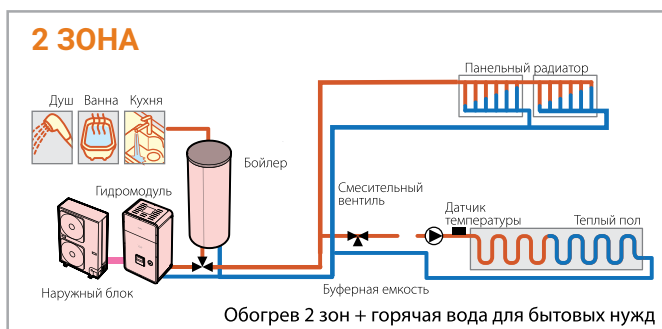 2 ЗОНА
Панельный радиатор
Душ Ванна Кухня
Бойлер
Гидромодуль
Смесительный
вентиль
Датчик
температуры
Теплый пол
Наружный блок
Буферная емкость
Обогрев 2 зон + горячая вода для бытовых нужд